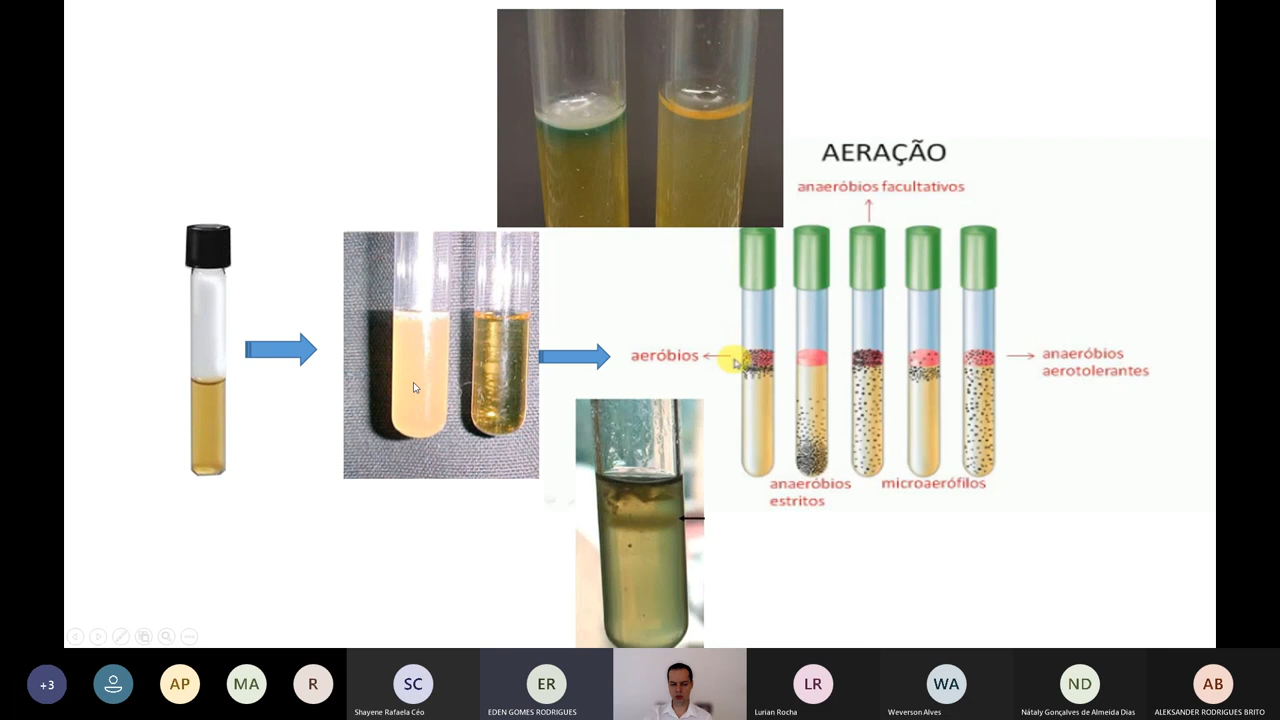 AERAÇÃO
anaeróbios facultativos
aeróbios
anaeróbios
aerotolerantes
anaeróbios
estritos
microaerófilos
+3
AP
MA
R
SC
Shayene Rafaela Céo
ER
EDEN GOMES RODRIGUES
LR
Lurian Rocha
WA
Weverson Alves
ND
Nátaly Gonçalves de Almeida Dias
AB
ALEKSANDER RODRIGUES BRITO